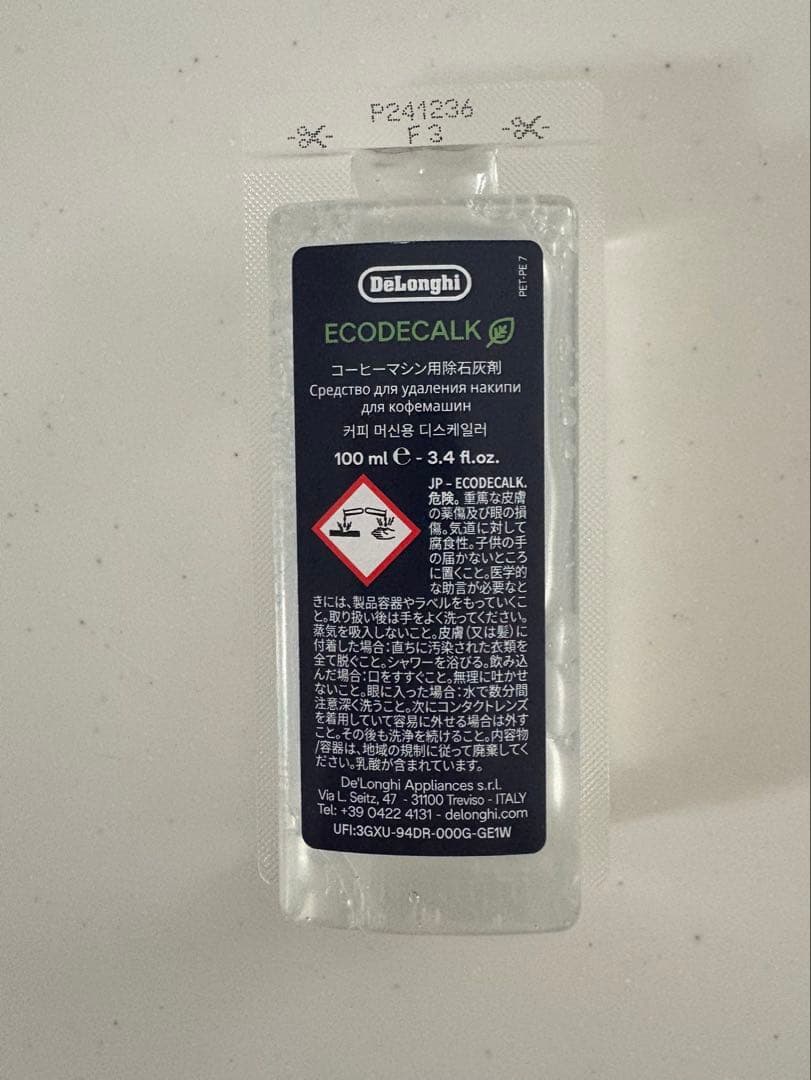 P241236
F3
DeLonghi
PET-PE 7
ECODECALK
コーヒーマシン用除石灰剤
Средство для удаления накипи
для кофемашин
커피 머신용 디스케일러
100 ml ℮ - 3.4 fl.oz.
JP - ECODECALK.
危険。重篤な皮膚
の薬傷及び眼の損
傷。気道に対して
腐食性。子供の手
の届かないところ
に置くこと。医学的
な助言が必要なと
きには、製品容器やラベルをもっていくこ
と。取り扱い後は手をよく洗ってください。
蒸気を吸入しないこと。皮膚（又は髪）に
付着した場合：直ちに汚染された衣類を
全て脱ぐこと。シャワーを浴びる。飲み込
んだ場合：口をすすぐこと。無理に吐かせ
ないこと。眼に入った場合：水で数分間
注意深く洗うこと。次にコンタクトレンズ
を着用していて容易に外せる場合は外す
こと。その後も洗浄を続けること。内容物
/容器は、地域の規制に従って廃棄してく
ださい。乳酸が含まれています。
De'Longhi Appliances s.r.l.
Via L. Seitz, 47 - 31100 Treviso - ITALY
Tel: +39 0422 4131 - delonghi.com
UFI:3GXU-94DR-000G-GE1W